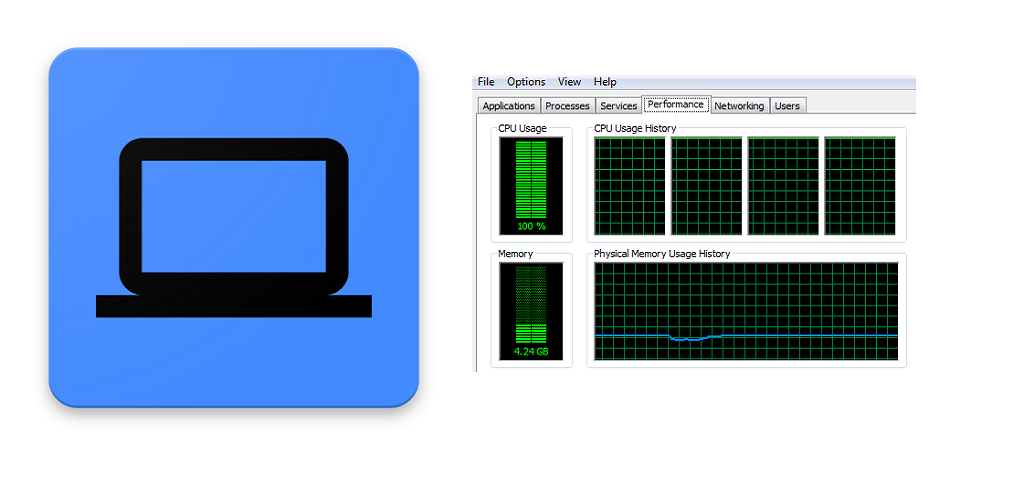 File Options View Help
Applications Processes Services Performance Networking Users
CPU Usage CPU Usage History
100 %
Memory Physical Memory Usage History
4.24 GB